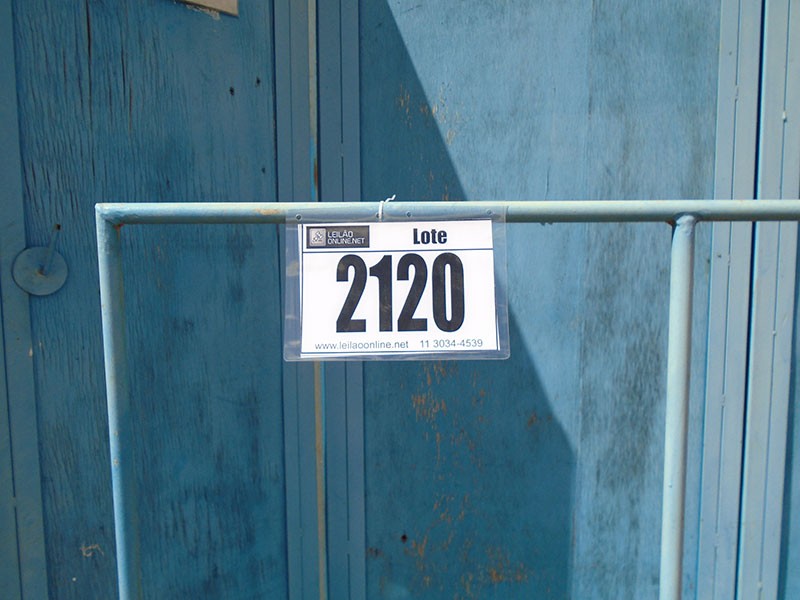 LEILÃO
ONLINE.NET
Lote
2120
www.leilaoonline.net 11 3034-4539